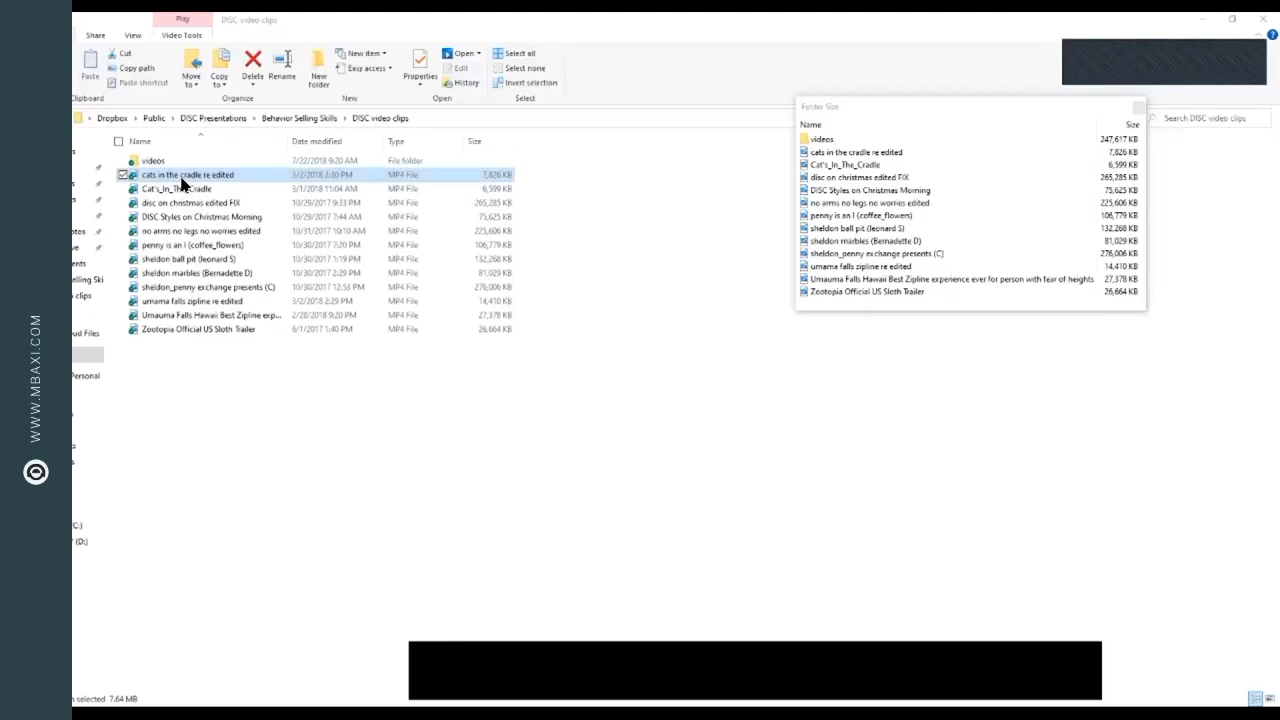 Play
DISC video clips
Share
View
Video Tools
Paste
Cut
Copy path
Paste shortcut
Move to
Copy to
Delete
Rename
New folder
New item
Easy access
Properties
Open
Edit
History
Select all
Select none
Invert selection
Clipboard
Organize
New
Open
Select
Dropbox > Public > DISC Presentations > Behavior Selling Skills > DISC video clips
Search DISC video clips
Name Date modified Type Size
videos 7/22/2018 9:20 AM File folder
cats in the cradle re edited 3/2/2018 2:30 PM MP4 File 7,826 KB
Cat's_In_The_Cradle 3/1/2018 11:04 AM MP4 File 6,599 KB
disc on christmas edited FIX 10/29/2017 9:33 PM MP4 File 265,285 KB
DISC Styles on Christmas Morning 10/29/2017 7:44 AM MP4 File 75,625 KB
no arms no legs no worries edited 10/31/2017 10:10 AM MP4 File 225,606 KB
penny is an I (coffee_flowers) 10/30/2017 7:20 PM MP4 File 106,779 KB
sheldon ball pit (leonard S) 10/30/2017 1:19 PM MP4 File 132,268 KB
sheldon marbles (Bernadette D) 10/30/2017 2:29 PM MP4 File 81,029 KB
sheldon_penny exchange presents (C) 10/30/2017 12:53 PM MP4 File 276,006 KB
umama falls zipline re edited 3/2/2018 2:29 PM MP4 File 14,410 KB
Umauma Falls Hawaii Best Zipline exp... 2/28/2018 9:20 PM MP4 File 27,378 KB
Zootopia Official US Sloth Trailer 6/1/2017 1:40 PM MP4 File 26,664 KB
Folder Size
Name Size
videos 247,617 KB
cats in the cradle re edited 7,826 KB
Cat's_In_The_Cradle 6,599 KB
disc on christmas edited FIX 265,285 KB
DISC Styles on Christmas Morning 75,625 KB
no arms no legs no worries edited 225,606 KB
penny is an I (coffee_flowers) 106,779 KB
sheldon ball pit (leonard S) 132,268 KB
sheldon marbles (Bernadette D) 81,029 KB
sheldon_penny exchange presents (C) 276,006 KB
umama falls zipline re edited 14,410 KB
Umauma Falls Hawaii Best Zipline experience ever for person with fear of heights 27,378 KB
Zootopia Official US Sloth Trailer 26,664 KB
elling Ski
clips
ud Files
Personal
C:)
(D:)
selected 7.64 MB
WWW.MBAXI.COM